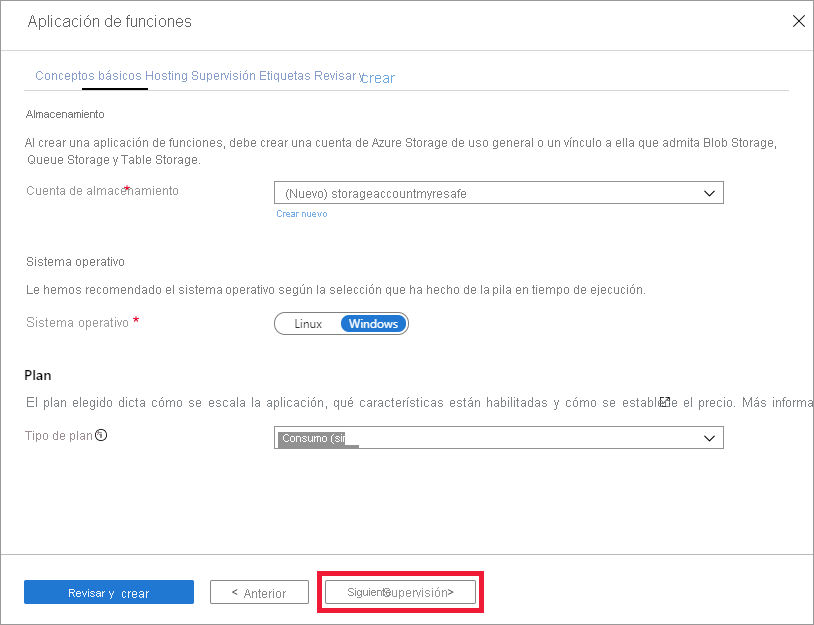 Aplicación de funciones
Conceptos básicos Hosting Supervisión Etiquetas Revisar y crear
Almacenamiento
Al crear una aplicación de funciones, debe crear una cuenta de Azure Storage de uso general o un vínculo a ella que admita Blob Storage,
Queue Storage y Table Storage.
Cuenta de almacenamiento *
(Nuevo) storageaccountmyresafe
Crear nuevo
Sistema operativo
Le hemos recomendado el sistema operativo según la selección que ha hecho de la pila en tiempo de ejecución.
Sistema operativo *
Linux Windows
Plan
El plan elegido dicta cómo se escala la aplicación, qué características están habilitadas y cómo se establece el precio. Más informa
Tipo de plan
Consumo (sin
Revisar y crear
< Anterior
Siguiente Supervisión >